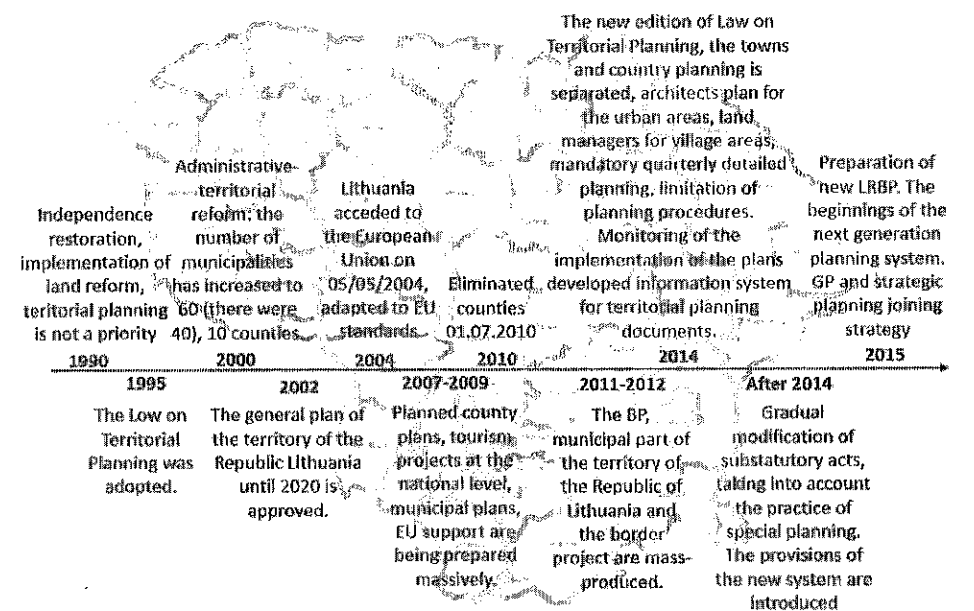 The new edition of Law on
Territorial Planning, the towns
and country planning is
separated, architects plan for
the urban areas, land
managers for village areas,
mandatory quarterly detailed
planning, limitation of
planning procedures.
Monitoring of the
implementation of the plans
developed information system
for territorial planning
documents.
Administrative-
territorial
reform: the
number of
municipalities
has increased to
60 (there were
40), 10 counties.
Independence
restoration,
implementation of
land reform,
teritorial planning
is not a priority
Lithuania
acceded to
the European
Union on
05/05/2004,
adapted to EU
standards
Eliminated
counties
01.07.2010
Preparation of
new LRBP. The
beginnings of the
next generation
planning system.
GP and strategic
planning joining
strategy
1990
2000
2004
2010
2014
2015
1995
2002
2007-2009
2011-2012
After 2014
The Low on
Territorial
Planning was
adopted.
The general plan of
the territory of the
Republic Lithuania
until 2020 is
approved.
Planned county
plans, tourism
projects at the
national level,
municipal plans,
EU support are
being prepared
massively.
The BP,
municipal part of
the territory of
the Republic of
Lithuania and
the border
project are mass-
produced.
Gradual
modification of
substatutory acts,
taking into account
the practice of
special planning.
The provisions of
the new system are
introduced